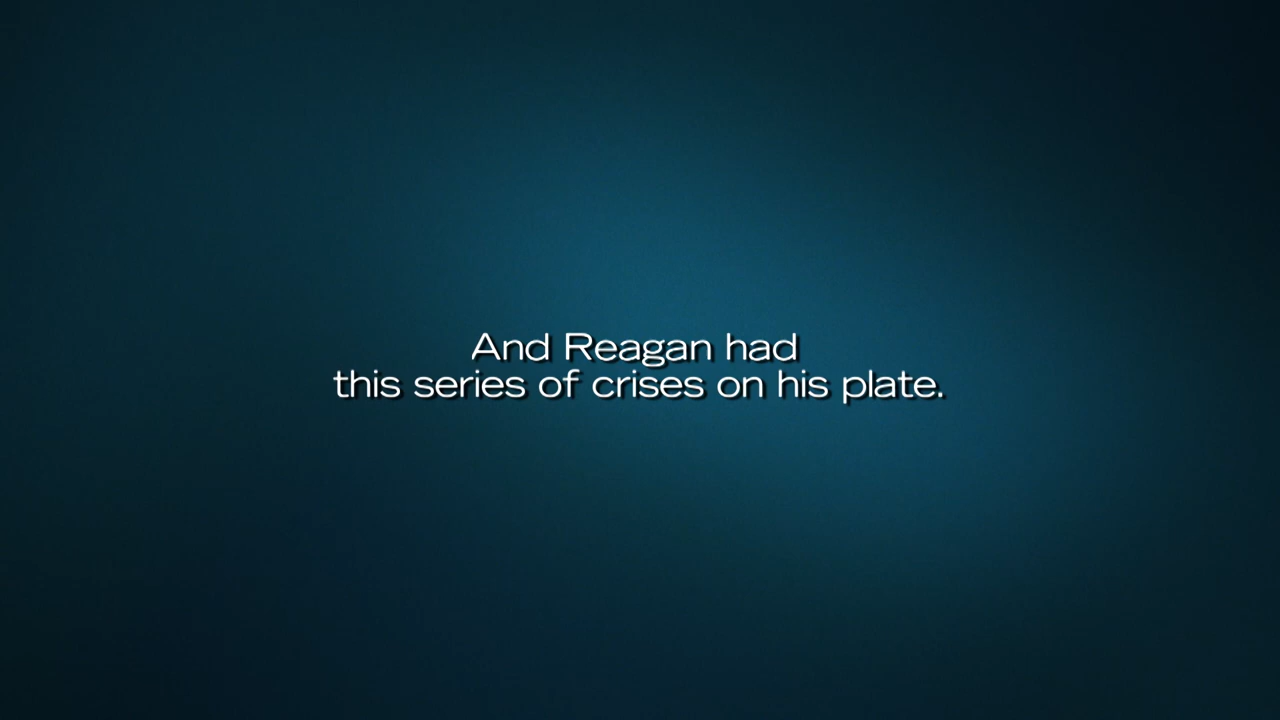 And Reagan had
this series of crises on his plate.